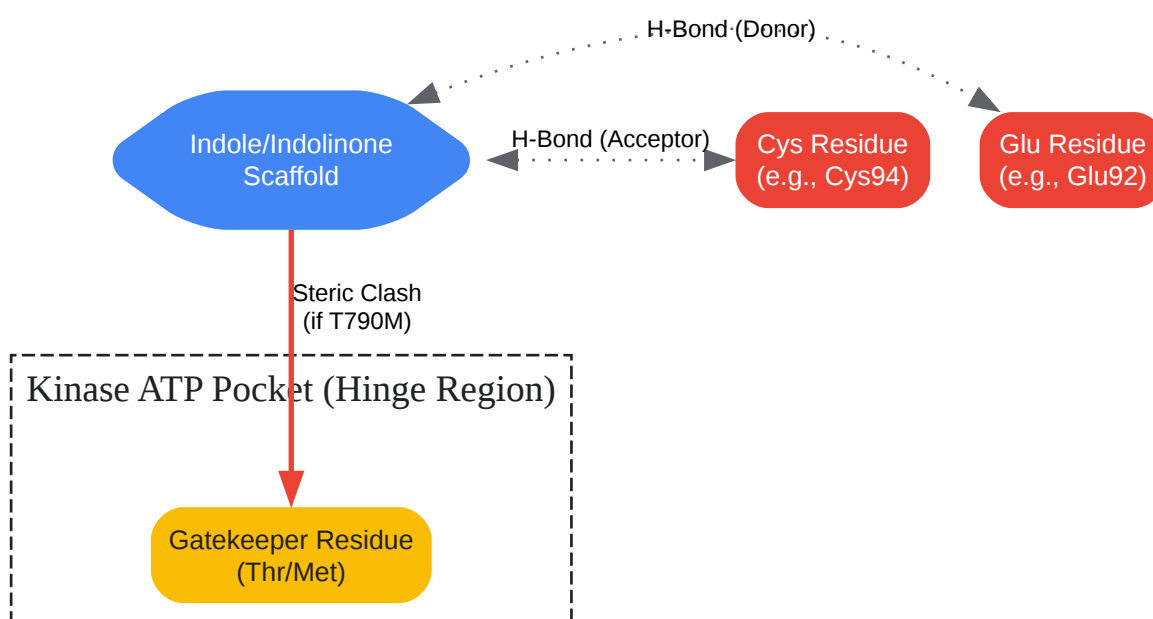 H-Bond (Donor)
Indole/Indolinone
Scaffold
H-Bond (Acceptor)
Cys Residue
(e.g., Cys94)
Glu Residue
(e.g., Glu92)
Steric Clash
(if T790M)
Kinase ATP Pocket (Hinge Region)
Gatekeeper Residue
(Thr/Met)